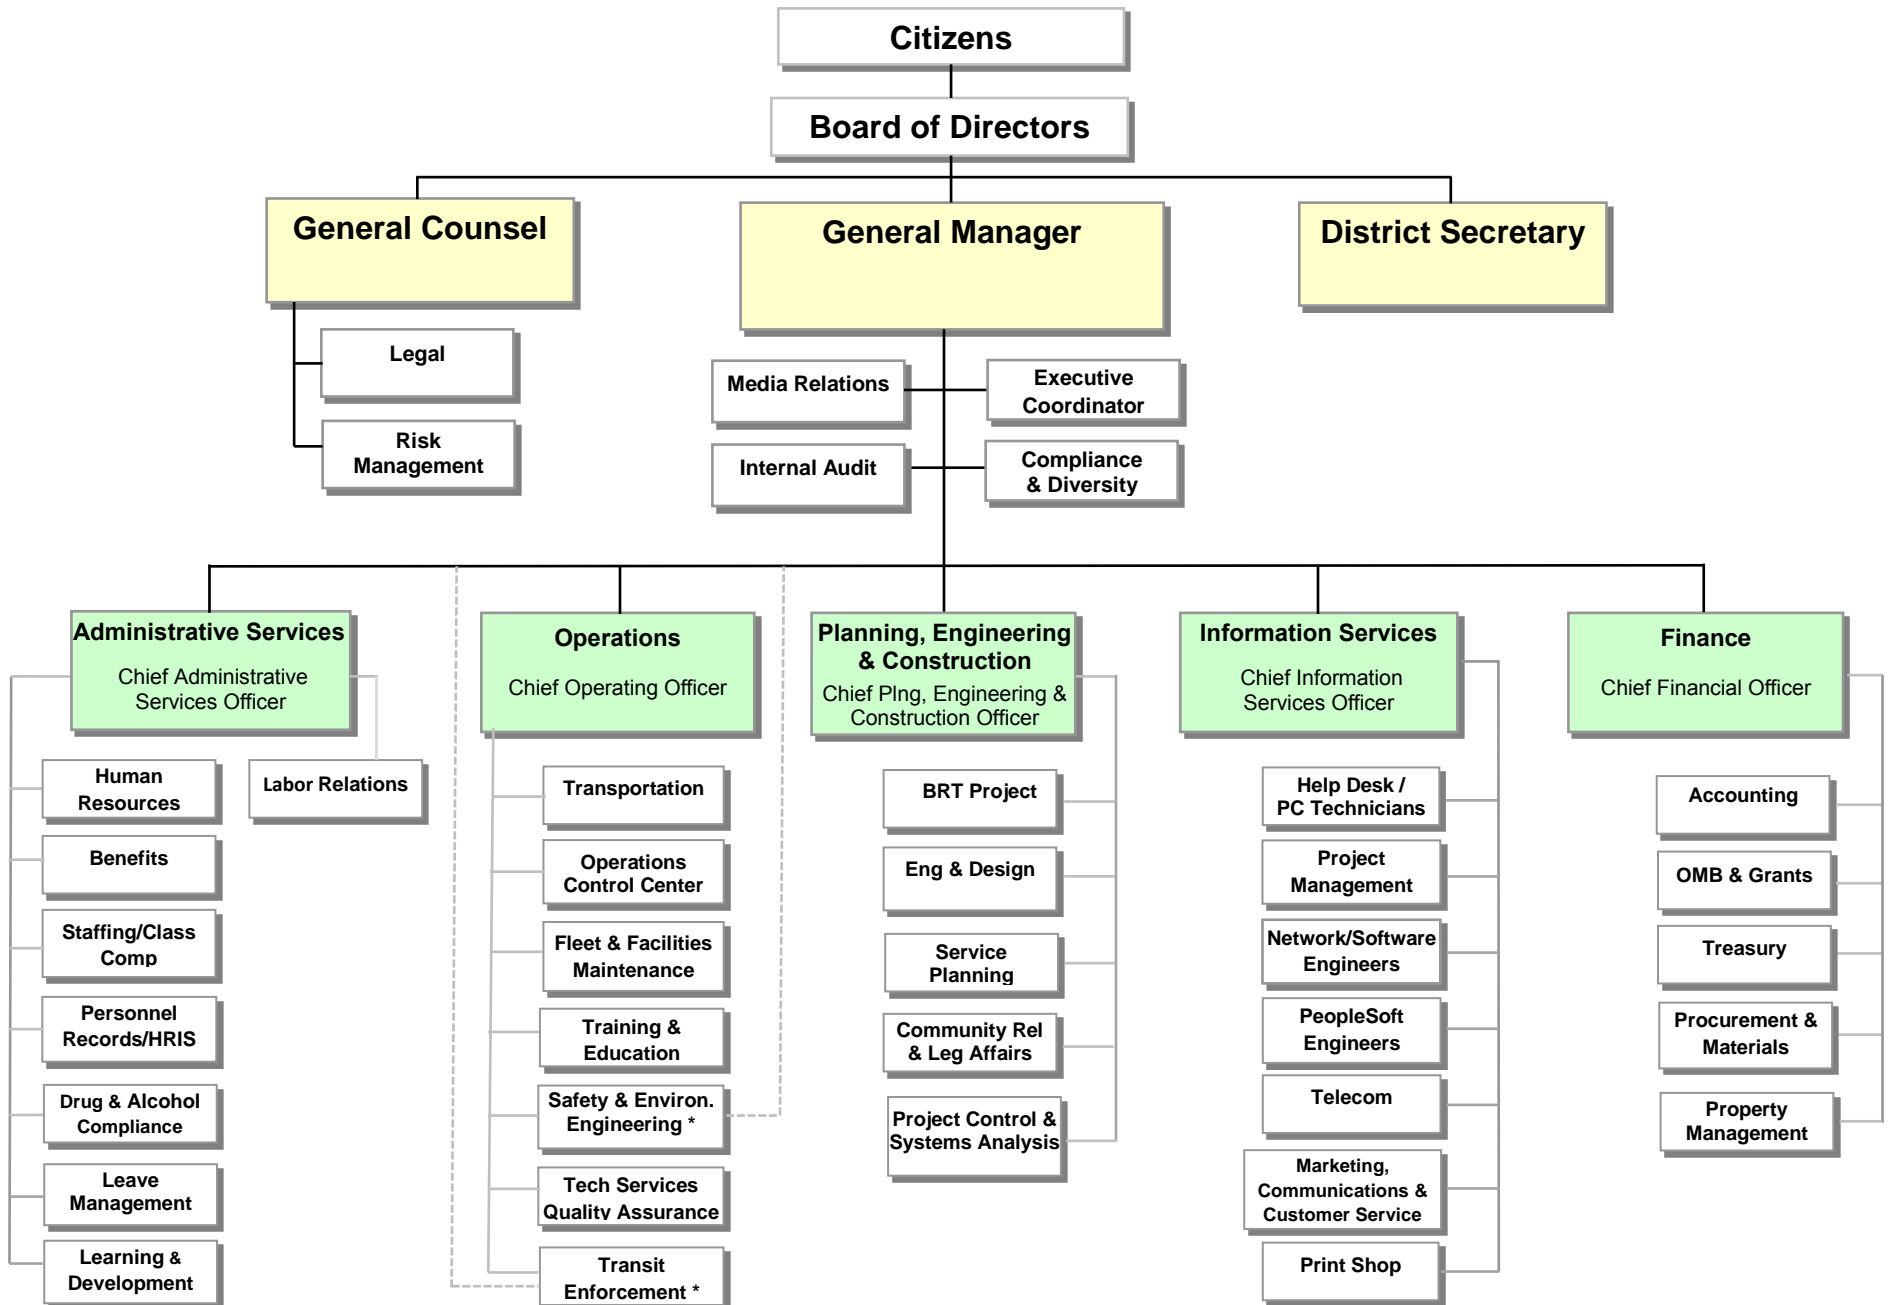 Citizens
Board of Directors
General Counsel
General Manager
District Secretary
Legal
Risk
Management
Media Relations
Executive
Coordinator
Internal Audit
Compliance
& Diversity
Administrative Services
Chief Administrative
Services Officer
Operations
Chief Operating Officer
Planning, Engineering
& Construction
Chief Plng, Engineering &
Construction Officer
Information Services
Chief Information
Services Officer
Finance
Chief Financial Officer
Human
Resources
Labor Relations
Benefits
Staffing/Class
Comp
Personnel
Records/HRIS
Drug & Alcohol
Compliance
Leave
Management
Learning &
Development
Transportation
Operations
Control Center
Fleet & Facilities
Maintenance
Training &
Education
Safety & Environ.
Engineering *
Tech Services
Quality Assurance
Transit
Enforcement *
BRT Project
Eng & Design
Service
Planning
Community Rel
& Leg Affairs
Project Control &
Systems Analysis
Help Desk /
PC Technicians
Project
Management
Network/Software
Engineers
PeopleSoft
Engineers
Telecom
Marketing,
Communications &
Customer Service
Print Shop
Accounting
OMB & Grants
Treasury
Procurement &
Materials
Property
Management